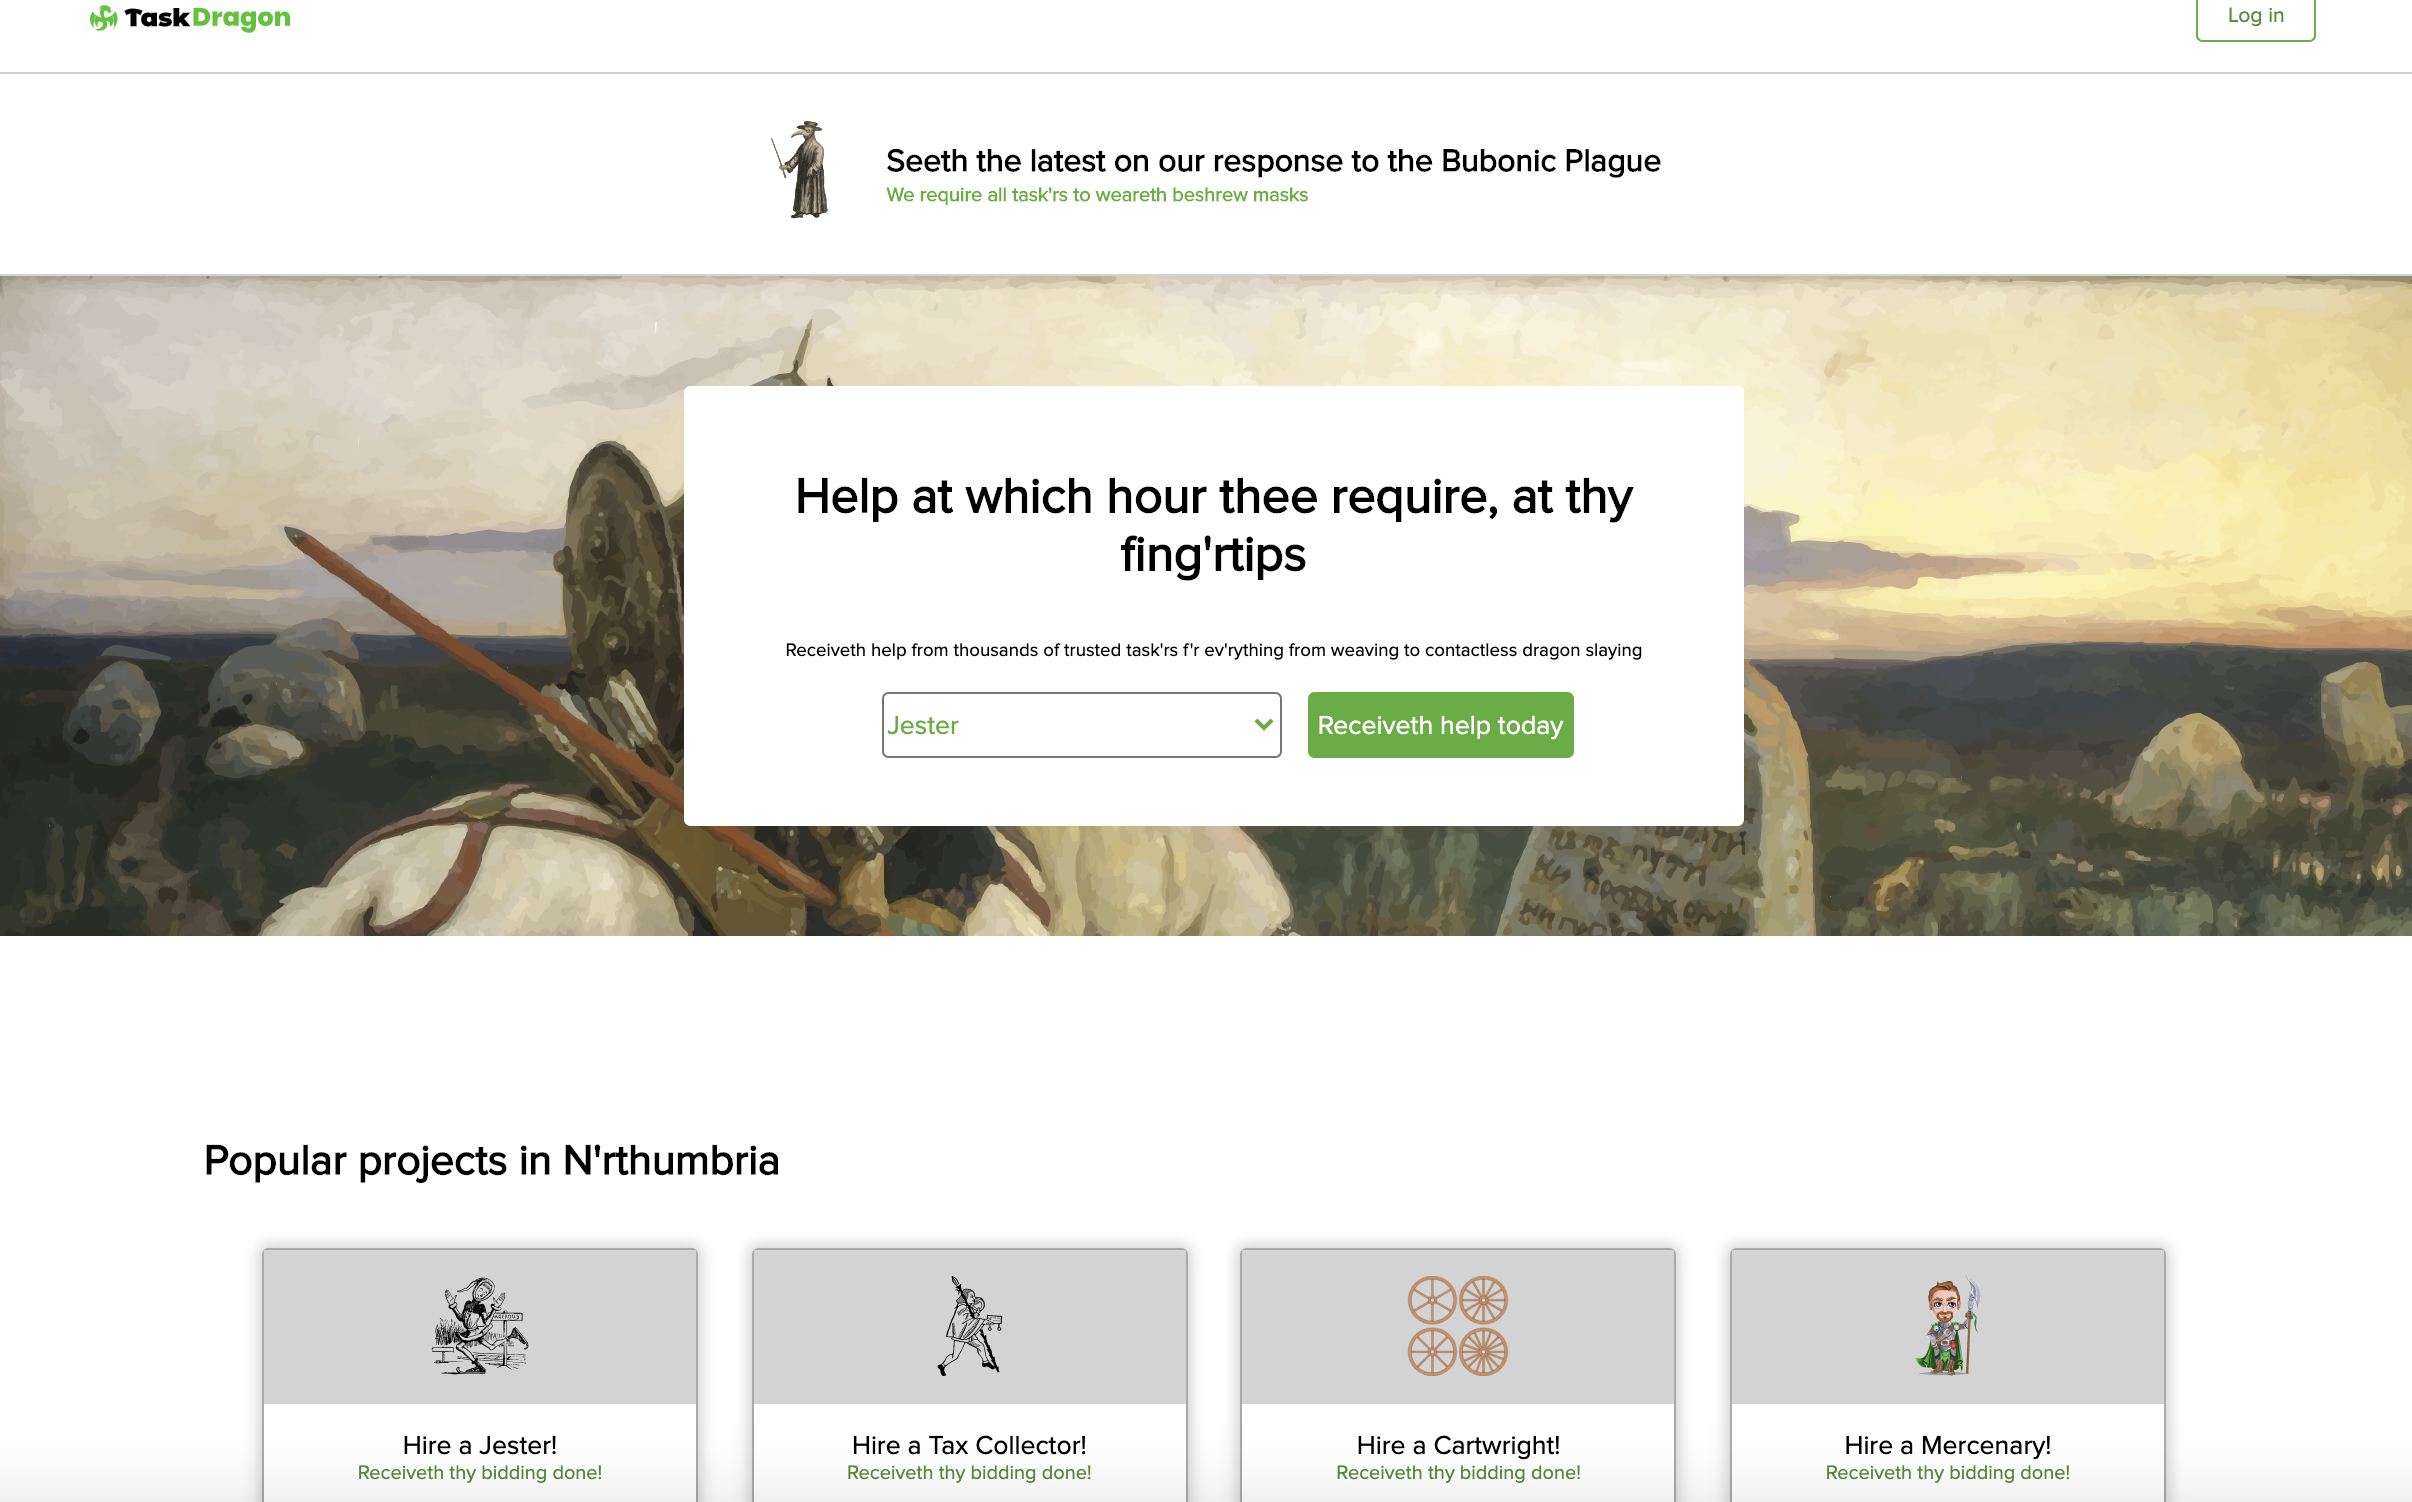 TaskDragon
Log in
Seeth the latest on our response to the Bubonic Plague
We require all task'rs to weareth beshrew masks
Help at which hour thee require, at thy
fing'rtips
Receiveth help from thousands of trusted task'rs f'r ev'rything from weaving to contactless dragon slaying
Jester
Receiveth help today
Popular projects in N'rthumbria
Hire a Jester!
Receiveth thy bidding done!
Hire a Tax Collector!
Receiveth thy bidding done!
Hire a Cartwright!
Receiveth thy bidding done!
Hire a Mercenary!
Receiveth thy bidding done!